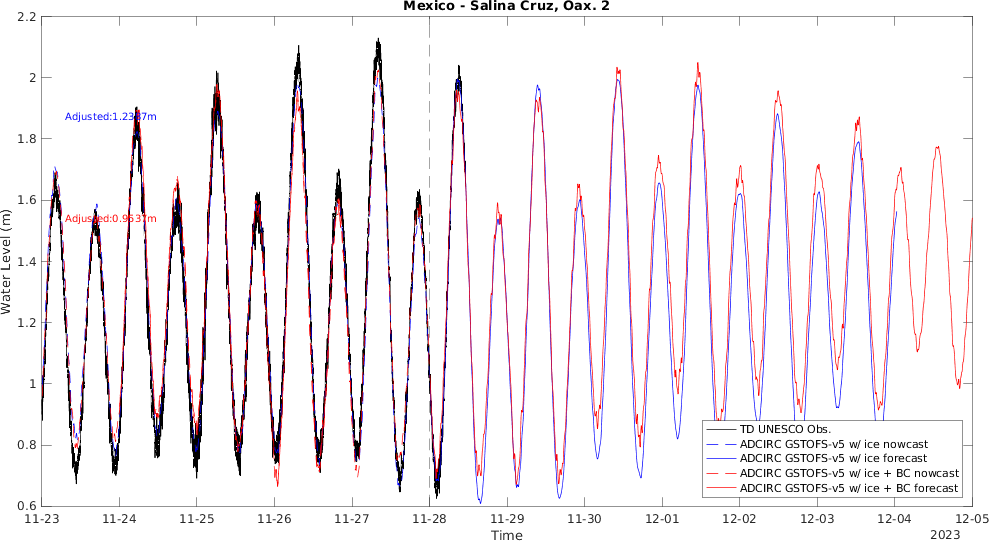 Mexico - Salina Cruz, Oax. 2
2.2
2
1.8
1.6
1.4
1.2
1
0.8
0.6
Water Level (m)
Adjusted:1.2387m
Adjusted:0.9537m
TD UNESCO Obs.
ADCIRC GSTOFS-v5 w/ ice nowcast
ADCIRC GSTOFS-v5 w/ ice forecast
ADCIRC GSTOFS-v5 w/ ice + BC nowcast
ADCIRC GSTOFS-v5 w/ ice + BC forecast
11-23 11-24 11-25 11-26 11-27 11-28 11-29 11-30 12-01 12-02 12-03 12-04 12-05
Time
2023